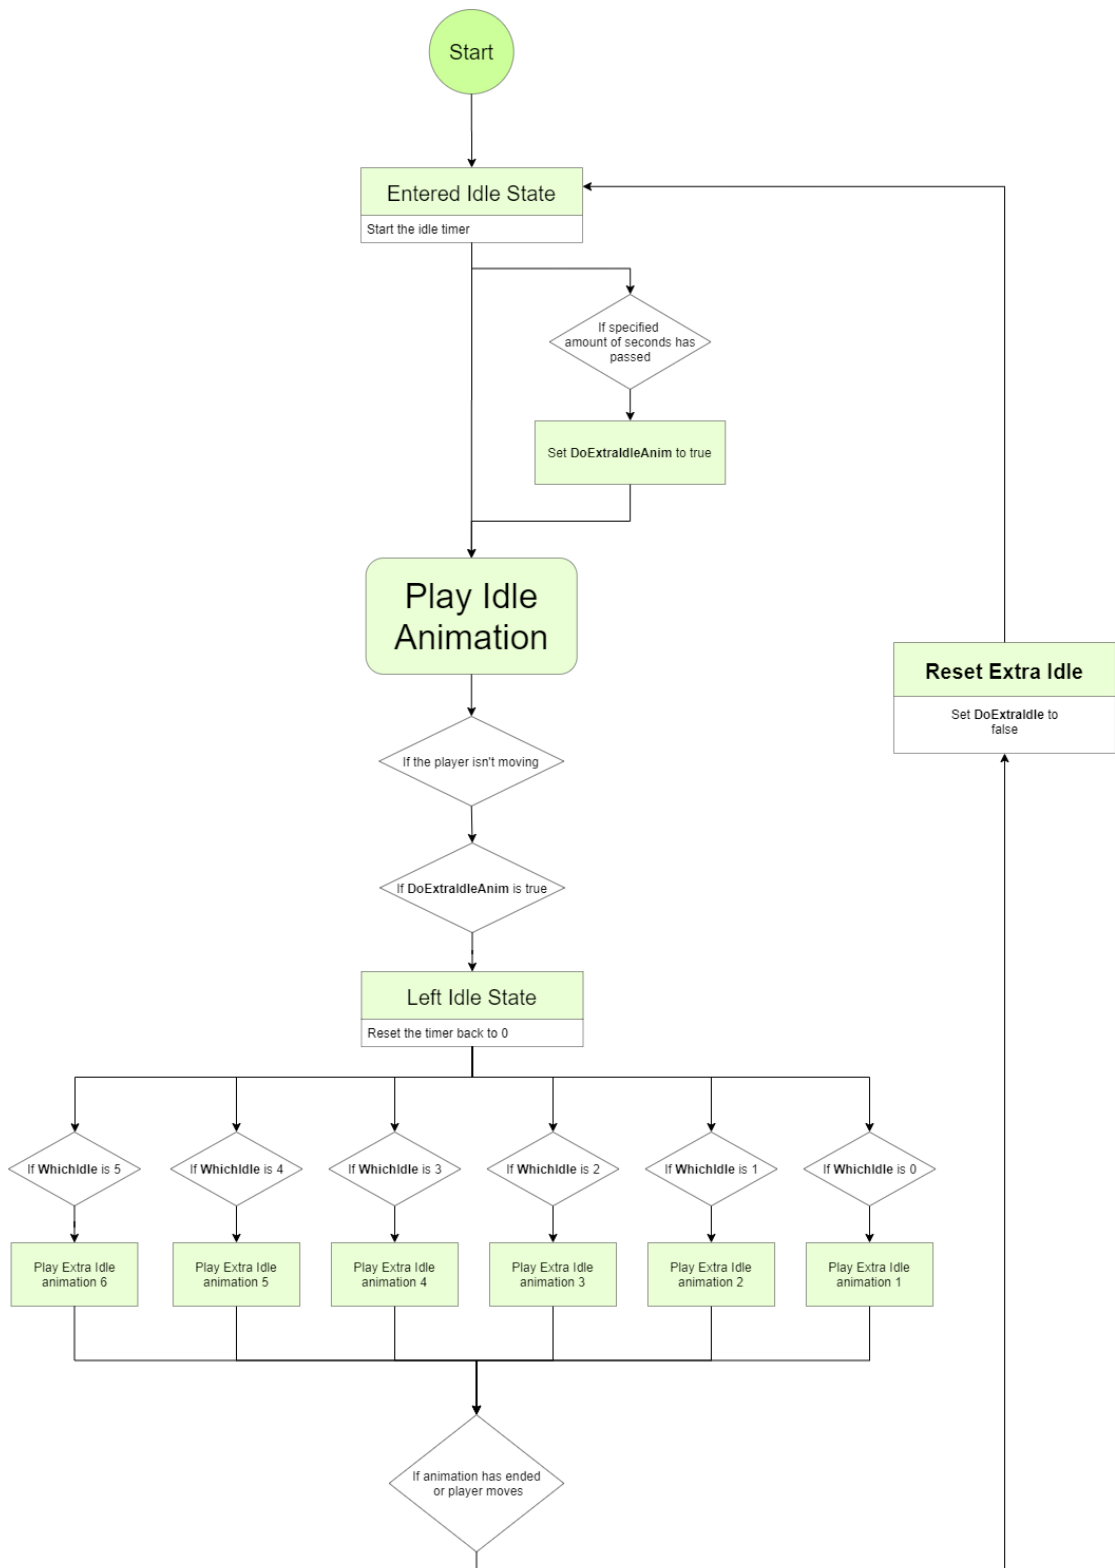 Start
Entered Idle State
Start the idle timer
If specified
amount of seconds has
passed
Set DoExtraIdleAnim to true
Play Idle
Animation
Reset Extra Idle
Set DoExtraIdle to
false
If the player isn't moving
If DoExtraIdleAnim is true
Left Idle State
Reset the timer back to 0
If WhichIdle is 5
If WhichIdle is 4
If WhichIdle is 3
If WhichIdle is 2
If WhichIdle is 1
If WhichIdle is 0
Play Extra Idle
animation 6
Play Extra Idle
animation 5
Play Extra Idle
animation 4
Play Extra Idle
animation 3
Play Extra Idle
animation 2
Play Extra Idle
animation 1
If animation has ended
or player moves